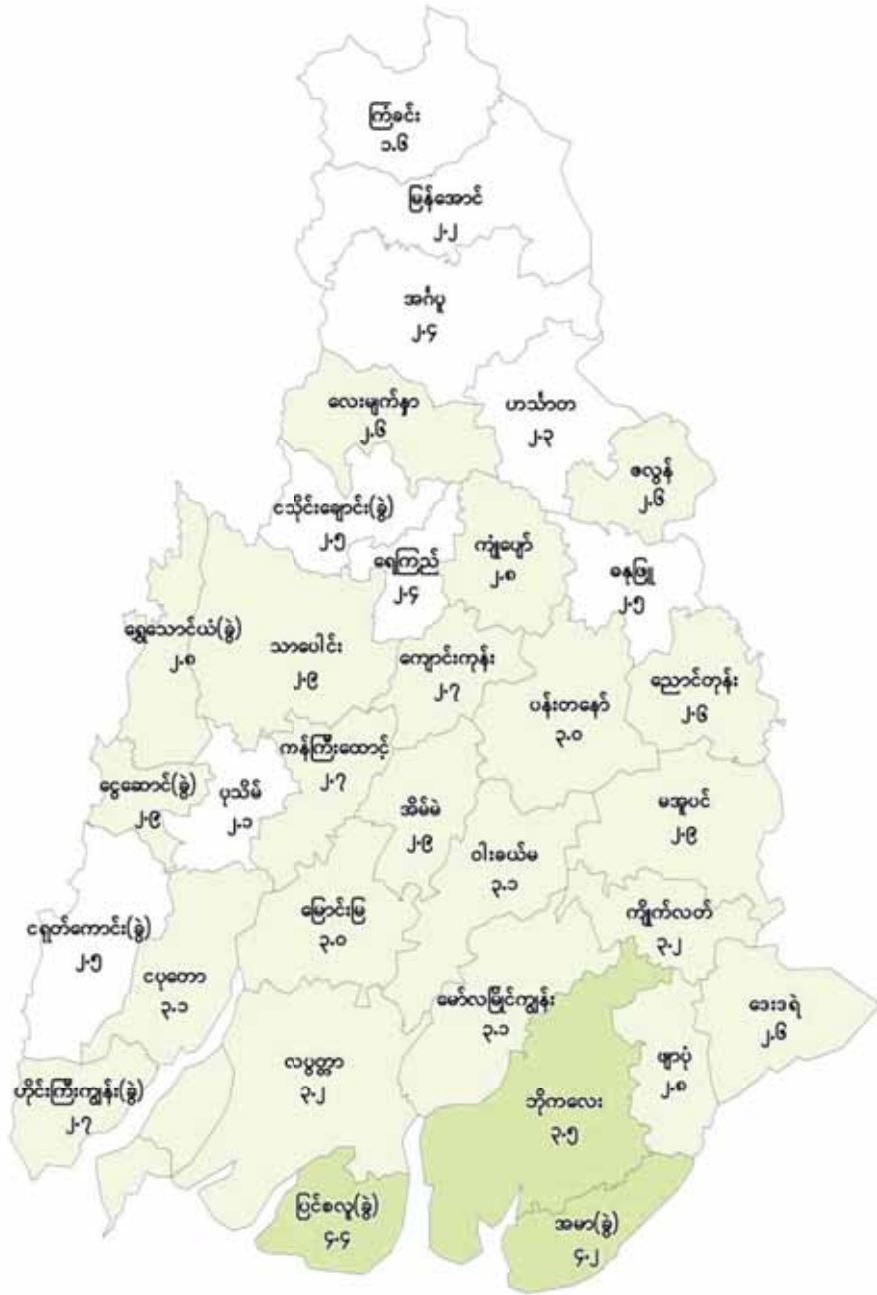 ကြံခင်း
၁.၆
မြန်အောင်
၂.၂
အင်္ဂပူ
၂.၄
လေးမျက်နှာ
၂.၆
ဟင်္သာတ
၂.၃
ဇလွန်
၂.၆
ငသိုင်းချောင်း(ခွဲ)
၂.၅
ရေကြည်
၂.၄
ကျုံပျော်
၂.၈
ဓနုဖြူ
၂.၅
ရွှေသောင်ယံ(ခွဲ)
၂.၈
သာပေါင်း
၂.၉
ကျောင်းကုန်း
၂.၇
ပန်းတနော်
၃.၀
ညောင်တုန်း
၂.၆
ငွေဆောင်(ခွဲ)
၂.၉
ပုသိမ်
၂.၁
ကန်ကြီးထောင့်
၂.၇
အိမ်မဲ
၂.၉
ဝါးခယ်မ
၃.၁
မအူပင်
၂.၉
ငရုတ်ကောင်း(ခွဲ)
၂.၅
ငပုတော
၃.၁
မြောင်းမြ
၃.၀
ကျိုက်လတ်
၃.၂
မော်လမြိုင်ကျွန်း
၃.၁
ဒေးဒရဲ
၂.၆
ဖျာပုံ
၂.၈
ဟိုင်းကြီးကျွန်း(ခွဲ)
၂.၇
လပွတ္တာ
၃.၂
ဘိုကလေး
၃.၅
ပြင်စလူ(ခွဲ)
၄.၄
အမာ(ခွဲ)
၄.၂